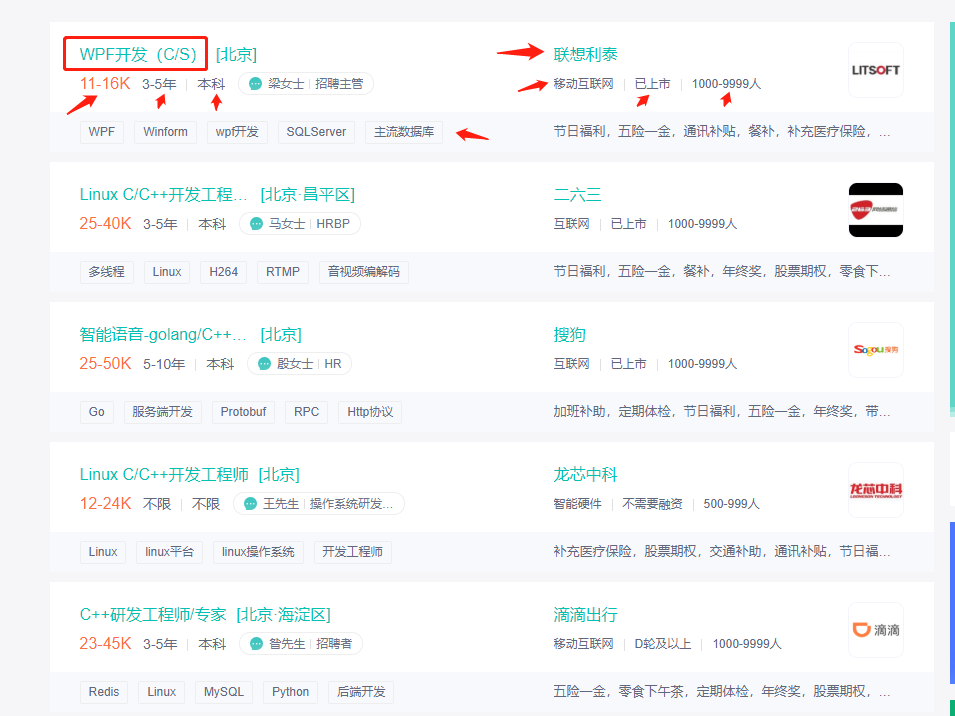 WPF开发（C/S） [北京]
11-16K 3-5年 本科 梁女士 招聘主管
WPF Winform wpf开发 SQLServer 主流数据库
联想利泰
移动互联网 已上市 1000-9999人
节日福利，五险一金，通讯补贴，餐补，补充医疗保险，...
LITSOFT
Linux C/C++开发工程... [北京·昌平区]
25-40K 3-5年 本科 马女士 HRBP
多线程 Linux H264 RTMP 音视频编解码
二六三
互联网 已上市 1000-9999人
节日福利，五险一金，餐补，年终奖，股票期权，零食下...
智能语音-golang/C++... [北京]
25-50K 5-10年 本科 殷女士 HR
Go 服务端开发 Protobuf RPC Http协议
搜狗
互联网 已上市 1000-9999人
加班补助，定期体检，节日福利，五险一金，年终奖，带...
Sogou 搜狗
Linux C/C++开发工程师 [北京]
12-24K 不限 不限 王先生 操作系统研发...
Linux linux平台 linux操作系统 开发工程师
龙芯中科
智能硬件 不需要融资 500-999人
补充医疗保险，股票期权，交通补助，通讯补贴，节日福...
龙芯中科
LOONGSON TECHNOLOGY
C++研发工程师/专家 [北京·海淀区]
23-45K 3-5年 本科 昝先生 招聘者
Redis Linux MySQL Python 后端开发
滴滴出行
移动互联网 D轮及以上 1000-9999人
五险一金，零食下午茶，定期体检，年终奖，股票期权，...
滴滴